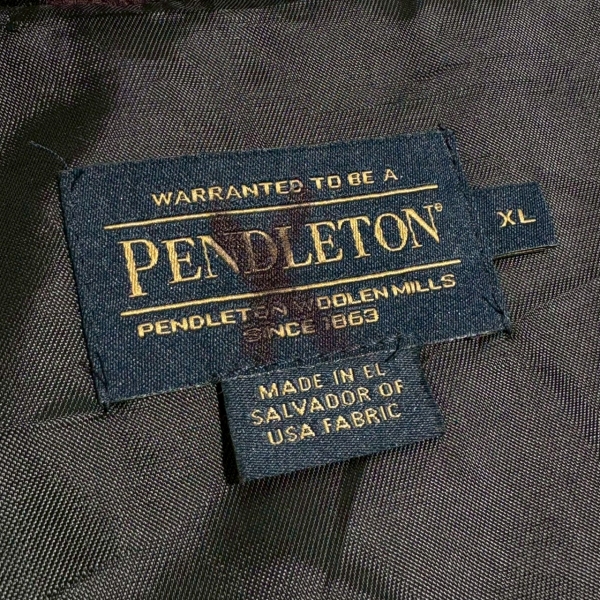 WARRANTED TO BE A
PENDLETON®
PENDLETON WOOLEN MILLS
SINCE 1863
XL
MADE IN EL
SALVADOR OF
USA FABRIC